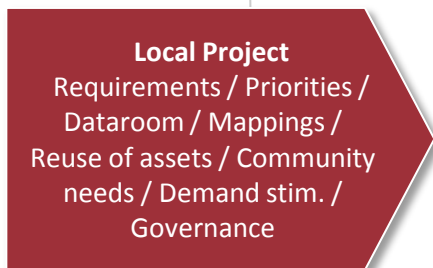 Local Project
Requirements / Priorities /
Dataroom / Mappings /
Reuse of assets / Community
needs / Demand stim. /
Governance